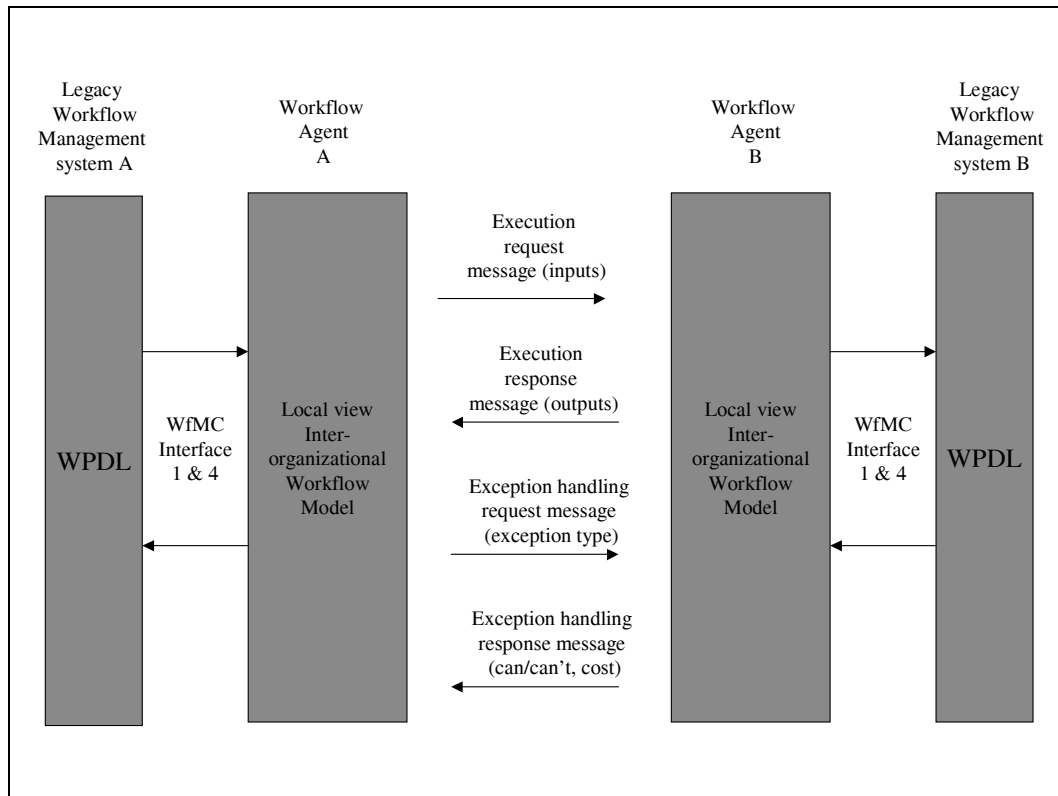 Legacy
Workflow
Management
system A
Workflow
Agent
A
Workflow
Agent
B
Legacy
Workflow
Management
system B
Execution
request
message (inputs)
Execution
response
message (outputs)
WPDL
WfMC
Interface
1 & 4
Local view
Inter-
organizational
Workflow
Model
Exception handling
request message
(exception type)
Exception handling
response message
(can/can't, cost)
Local view
Inter-
organizational
Workflow
Model
WfMC
Interface
1 & 4
WPDL